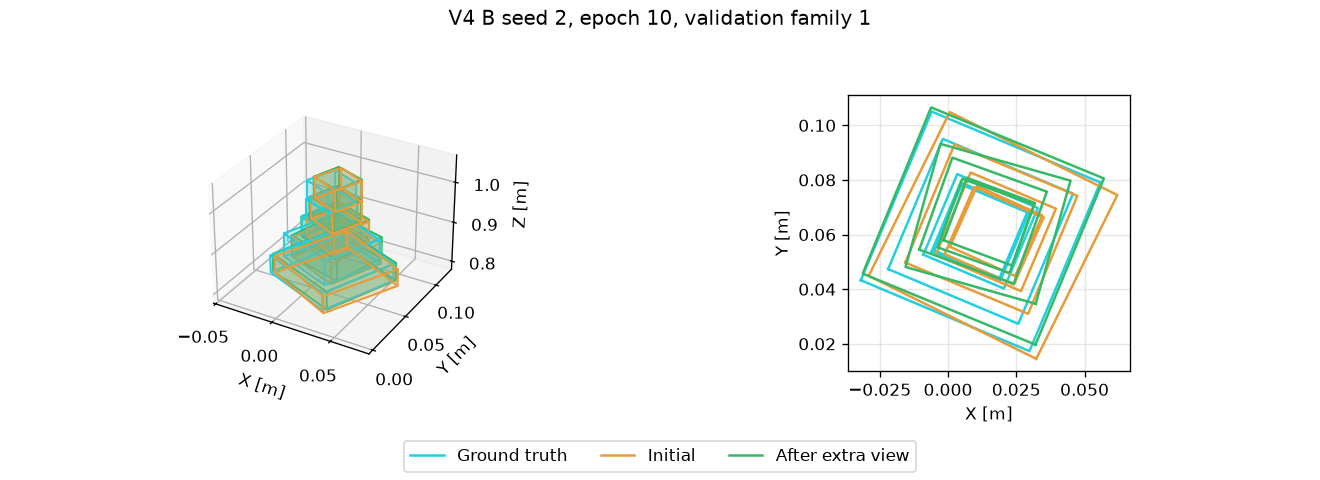 V4 B seed 2, epoch 10, validation family 1
1.0
0.9
0.8
Z [m]
−0.05
0.00
0.05
X [m]
0.00
0.05
0.10
Y [m]
0.10
0.08
0.06
0.04
0.02
Y [m]
−0.025
0.000
0.025
0.050
X [m]
Ground truth
Initial
After extra view